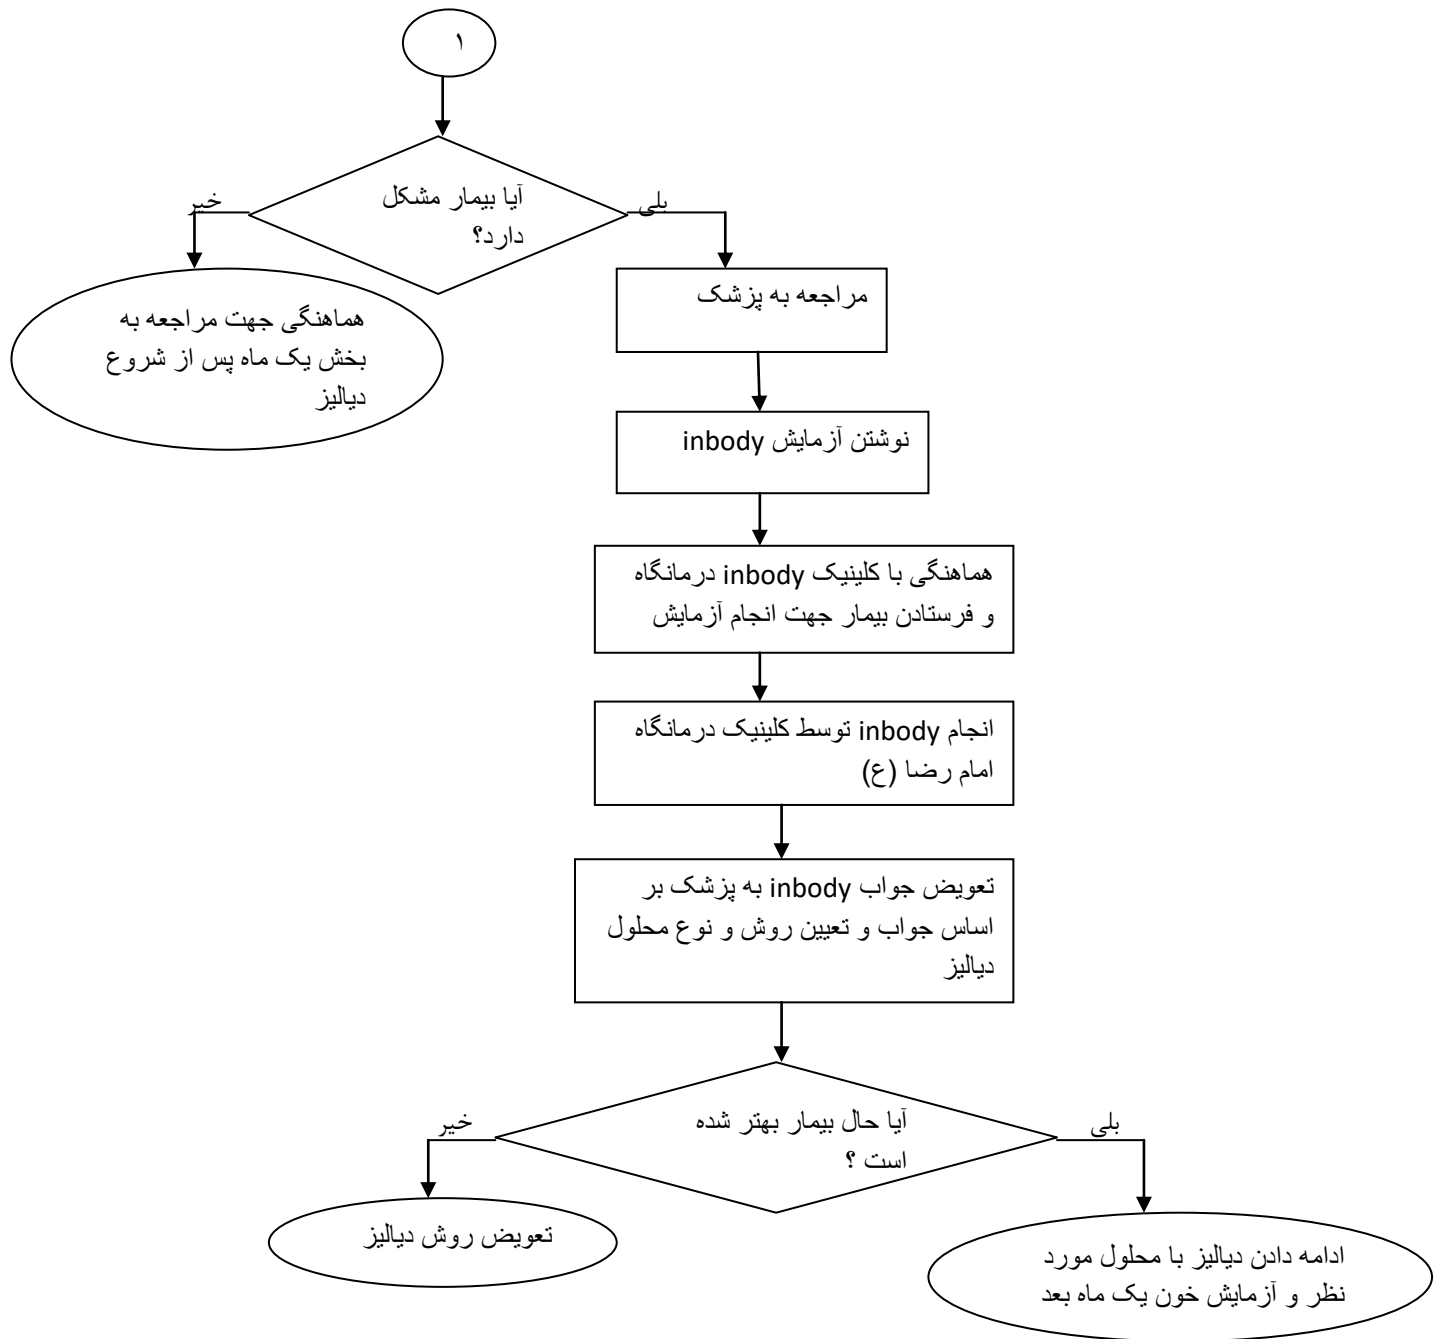 ۱
آیا بیمار مشکل
دارد؟
بلی
خیر
مراجعه به پزشک
هماهنگی جهت مراجعه به
بخش یک ماه پس از شروع
دیالیز
نوشتن آزمایش inbody
هماهنگی با کلینیک inbody درمانگاه
و فرستادن بیمار جهت انجام آزمایش
انجام inbody توسط کلینیک درمانگاه
امام رضا (ع)
تعویض جواب inbody به پزشک بر
اساس جواب و تعیین روش و نوع محلول
دیالیز
آیا حال بیمار بهتر شده
است ؟
بلی
خیر
تعویض روش دیالیز
ادامه دادن دیالیز با محلول مورد
نظر و آزمایش خون یک ماه بعد